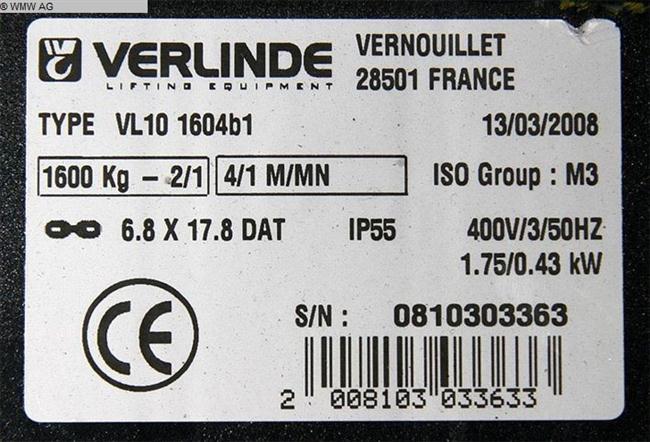 © WMW AG
VERLINDE
LIFTING EQUIPMENT
VERNOUILLET
28501 FRANCE
TYPE VL10 1604b1 13/03/2008
1600 Kg – 2/1 4/1 M/MN ISO Group : M3
6.8 X 17.8 DAT IP55 400V/3/50HZ
1.75/0.43 kW
CE
S/N : 0810303363
2 008103 033633